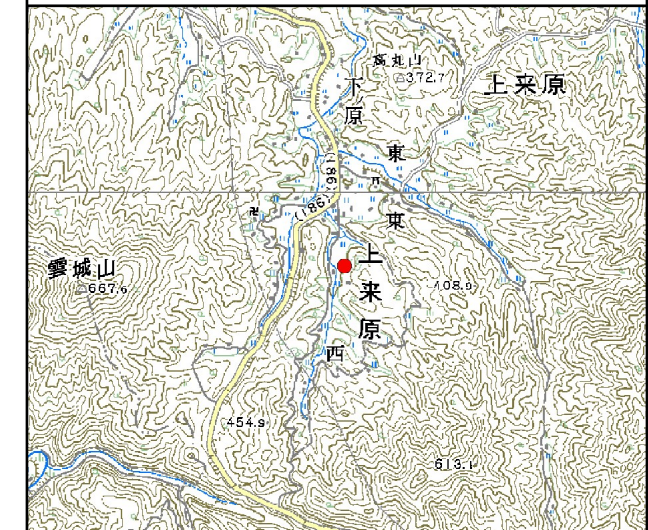 高丸山
372.7
上来原
下原
東
(186)
東
(186)
雲城山
667.6
上来原
408.9
西
454.9
613.1